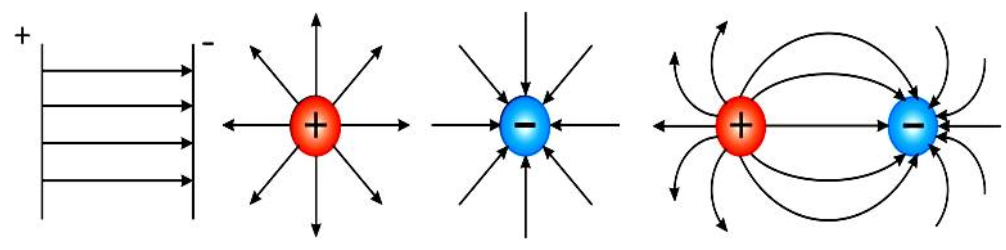 + -
+
-
+ -